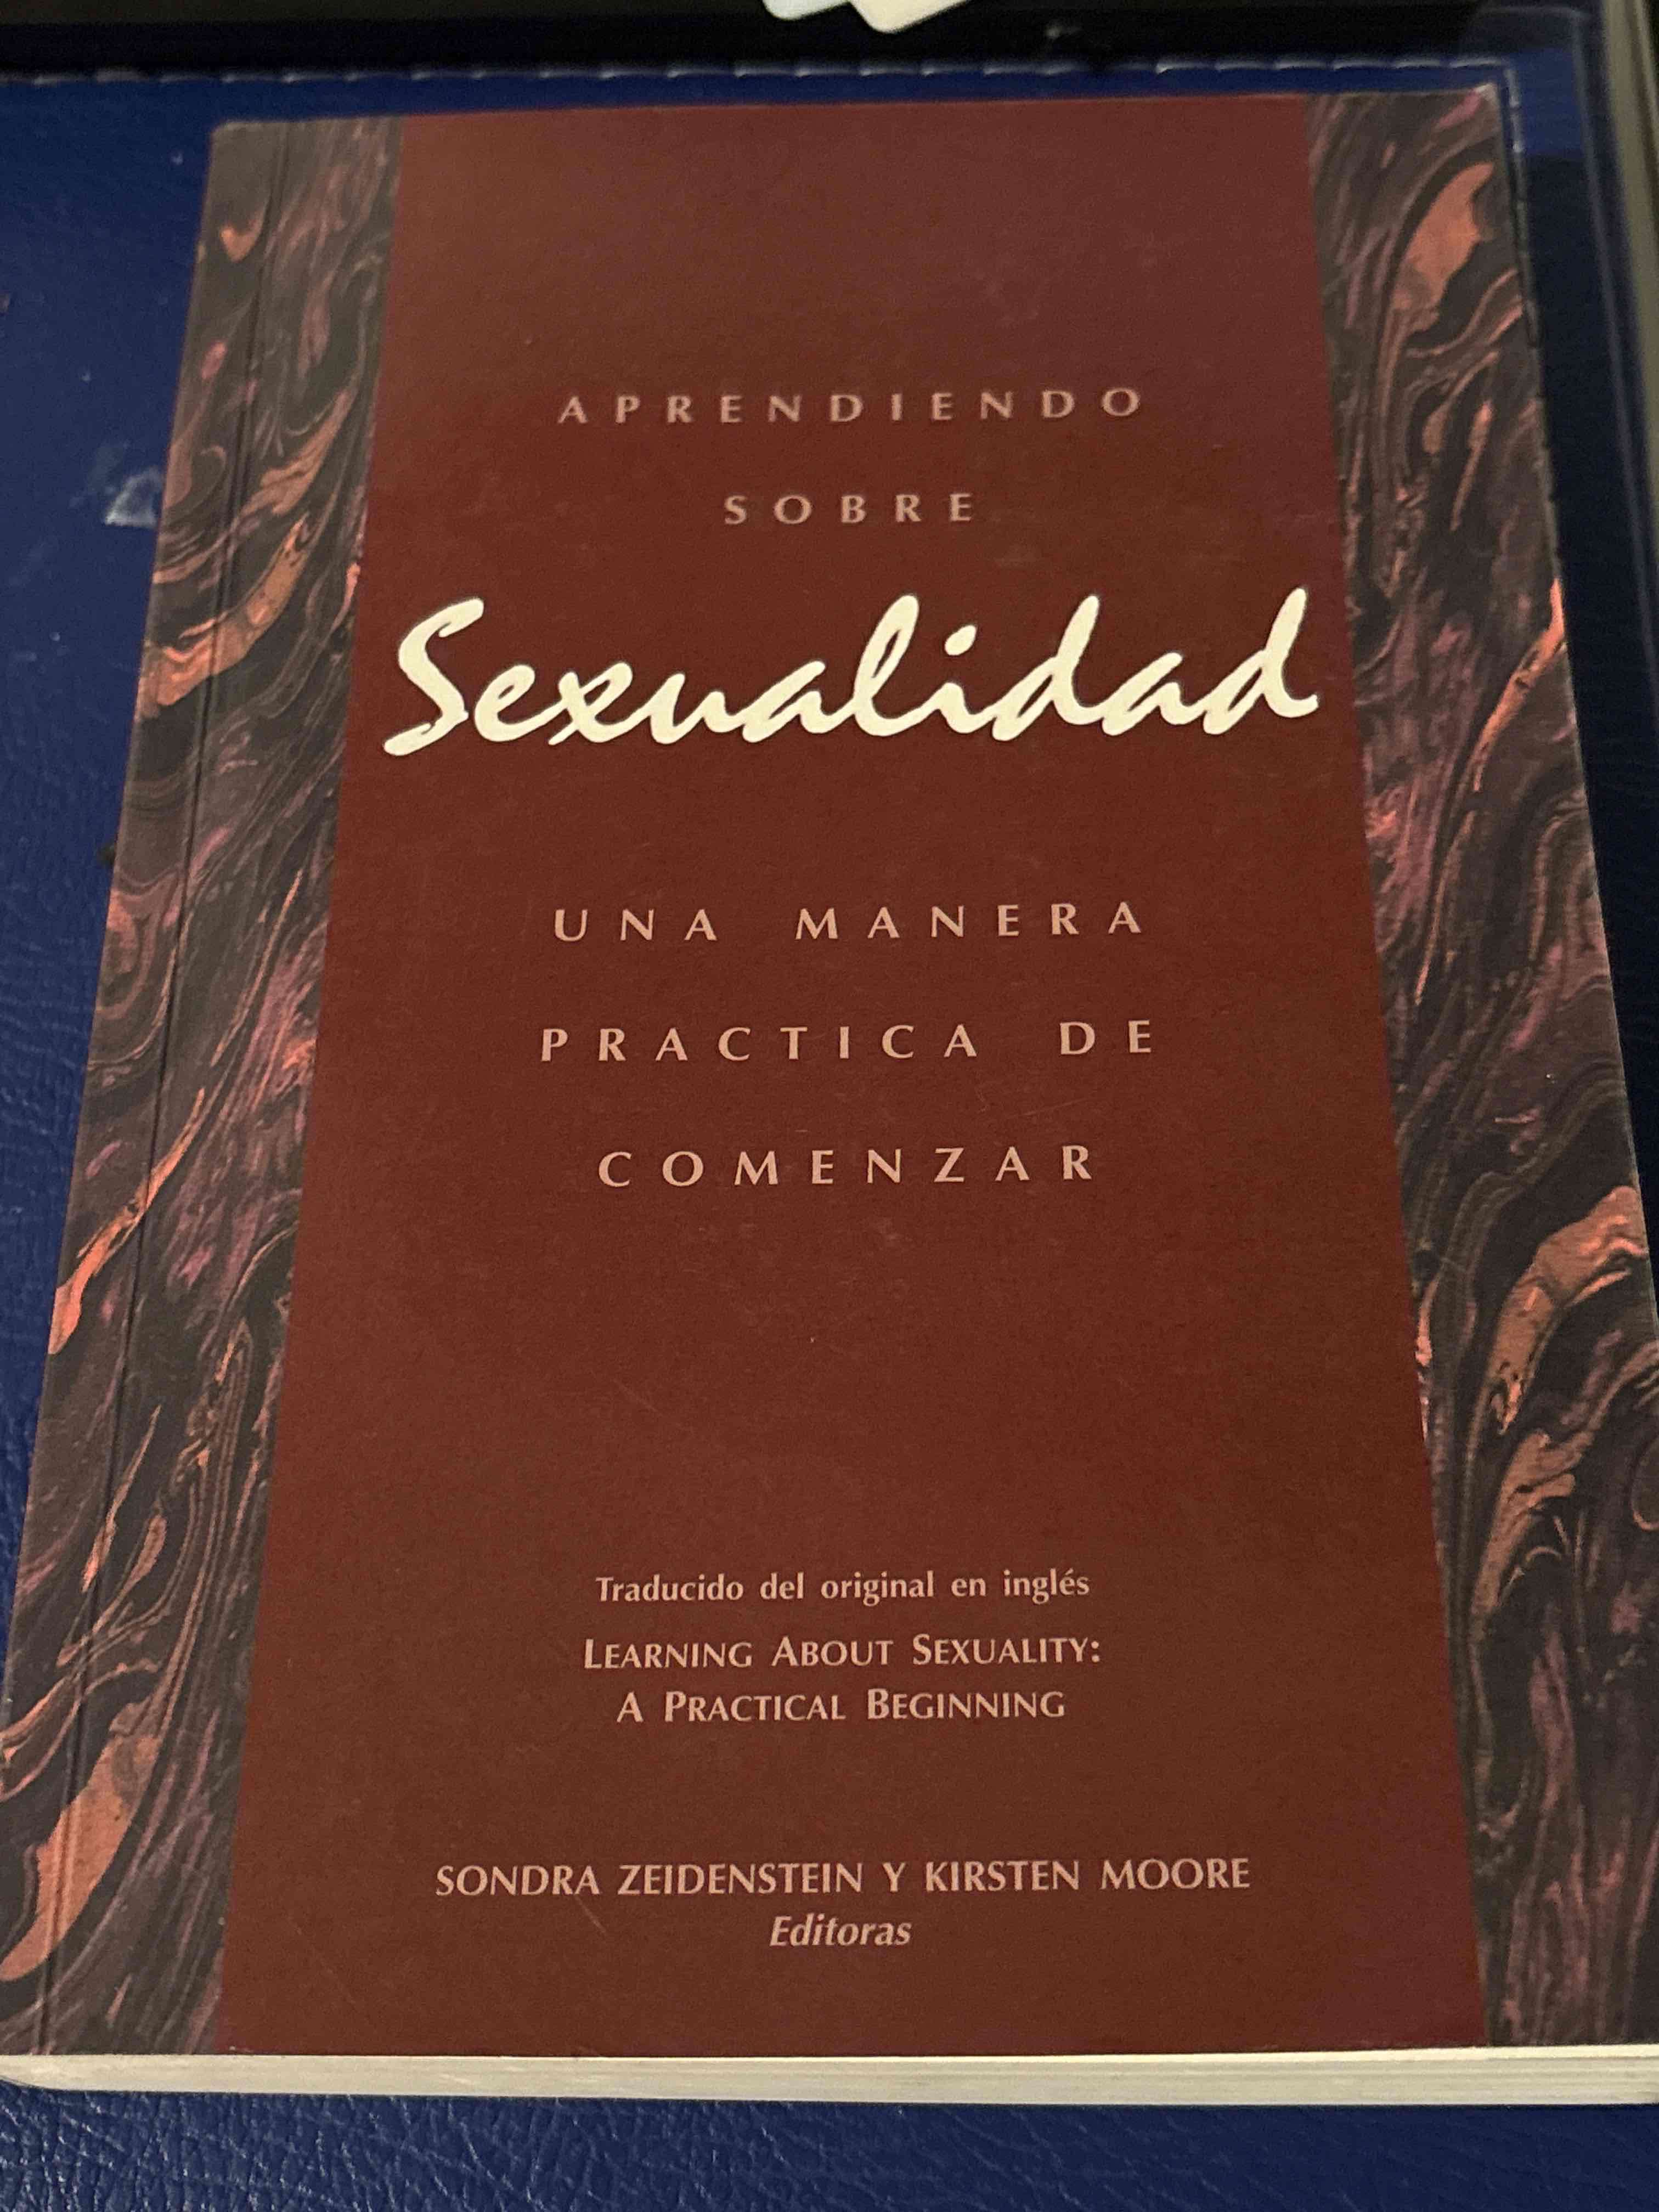 APRENDIENDO
SOBRE
Sexualidad
UNA MANERA
PRACTICA DE
COMENZAR
Traducido del original en inglés
LEARNING ABOUT SEXUALITY:
A PRACTICAL BEGINNING
SONDRA ZEIDENSTEIN Y KIRSTEN MOORE
Editoras